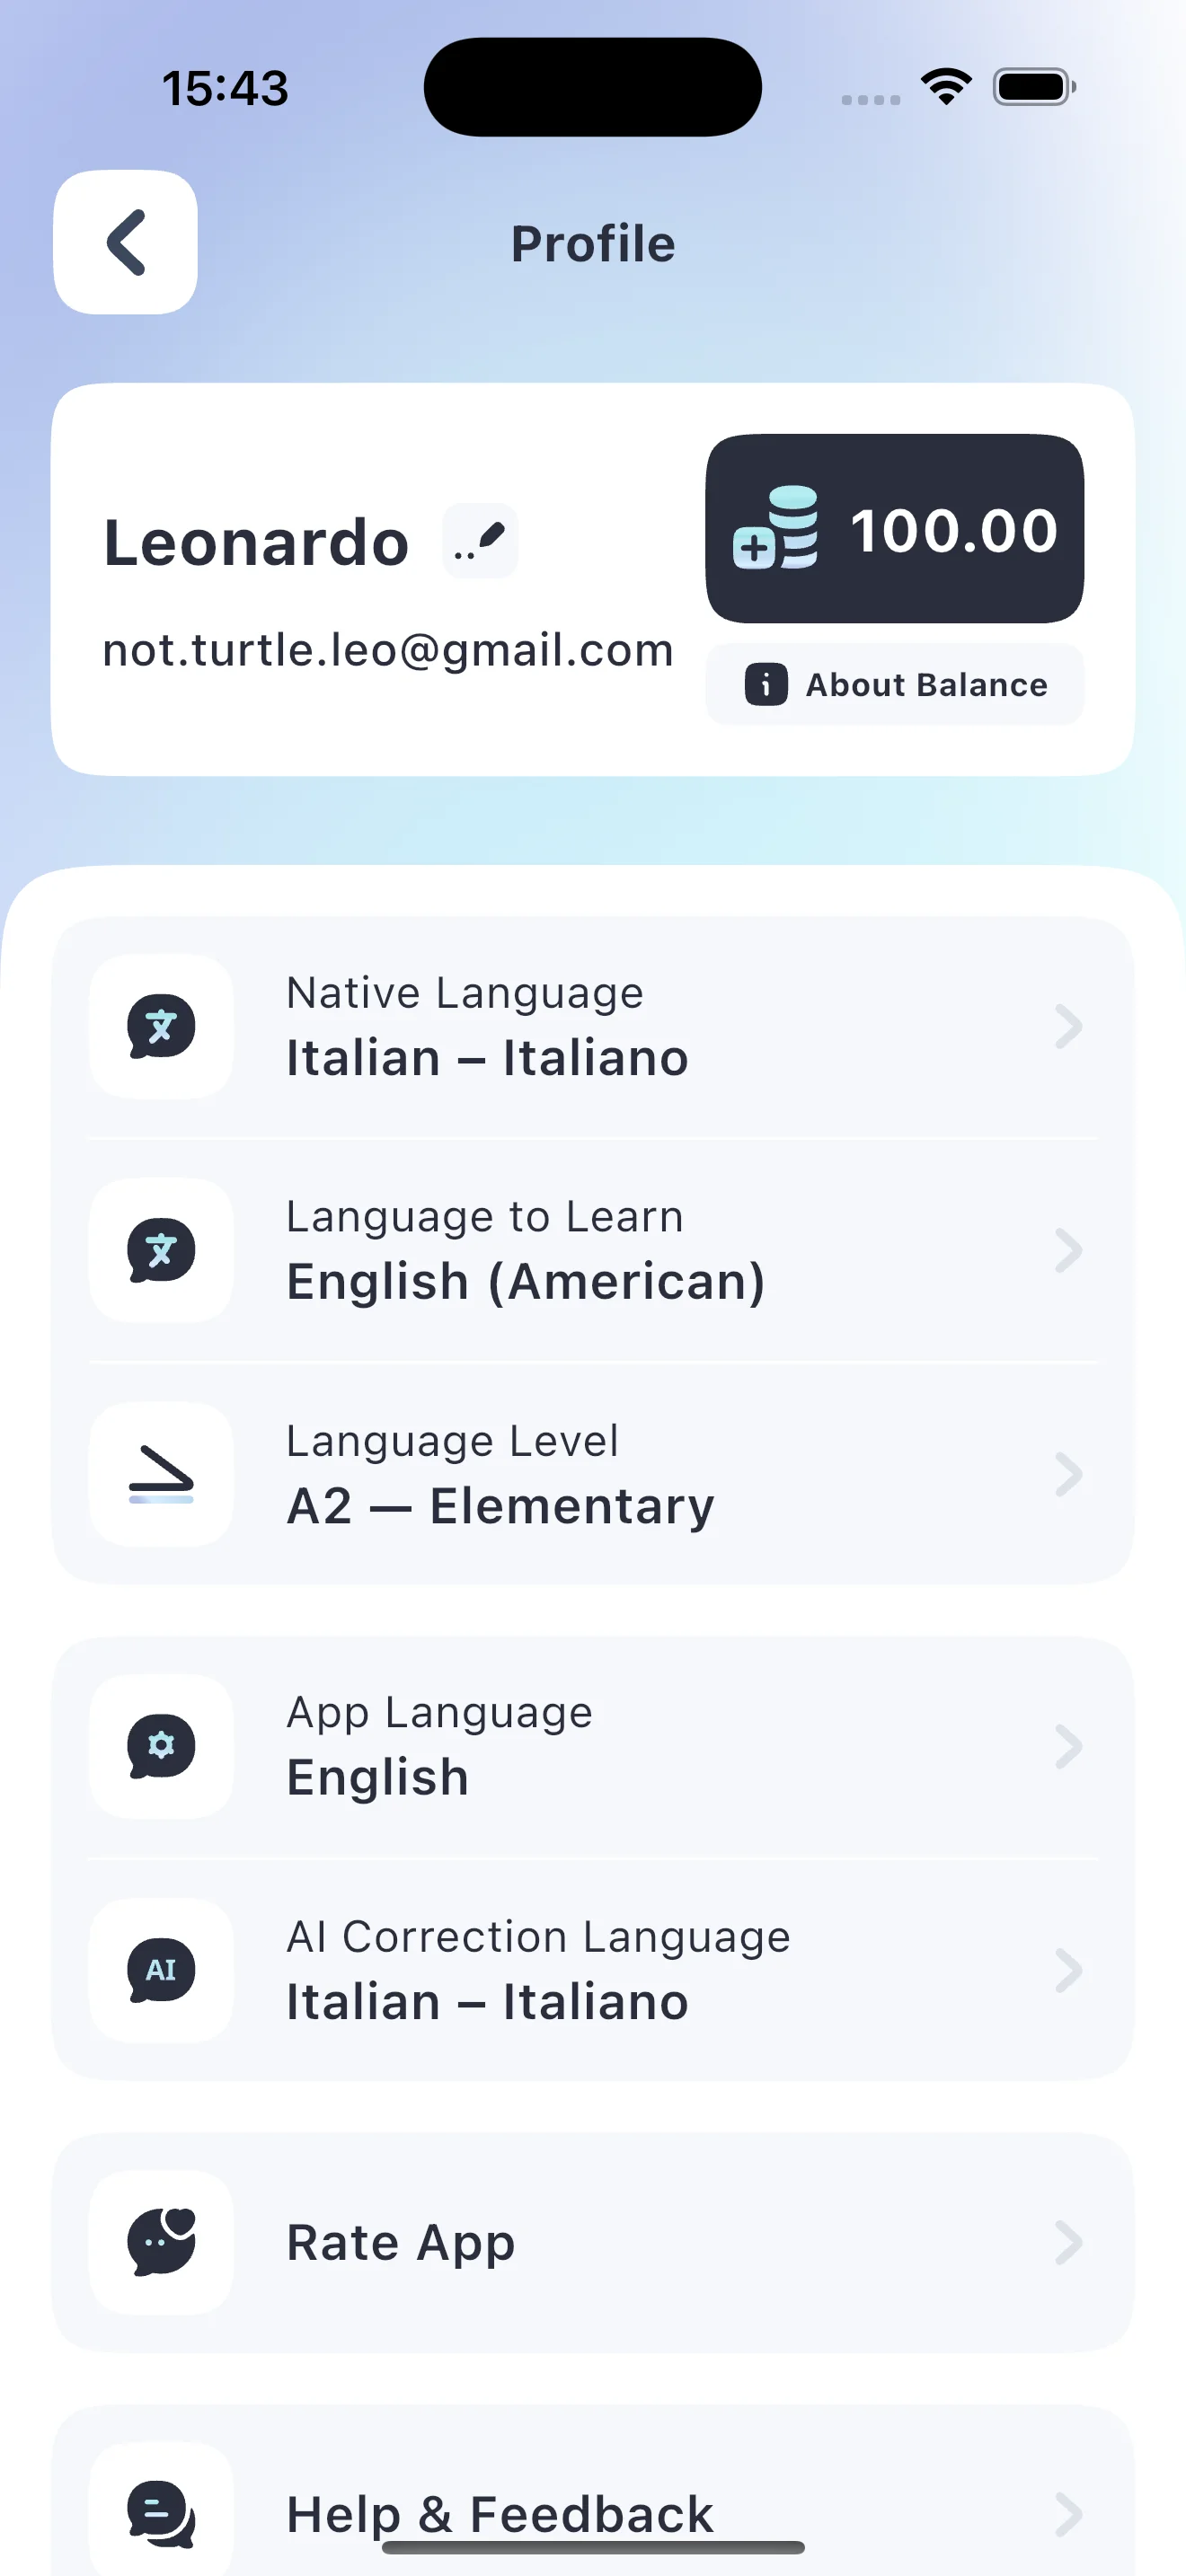 15:43
Profile
Leonardo
not.turtle.leo@gmail.com
100.00
About Balance
Native Language
Italian – Italiano
Language to Learn
English (American)
Language Level
A2 — Elementary
App Language
English
AI
AI Correction Language
Italian – Italiano
Rate App
Help & Feedback